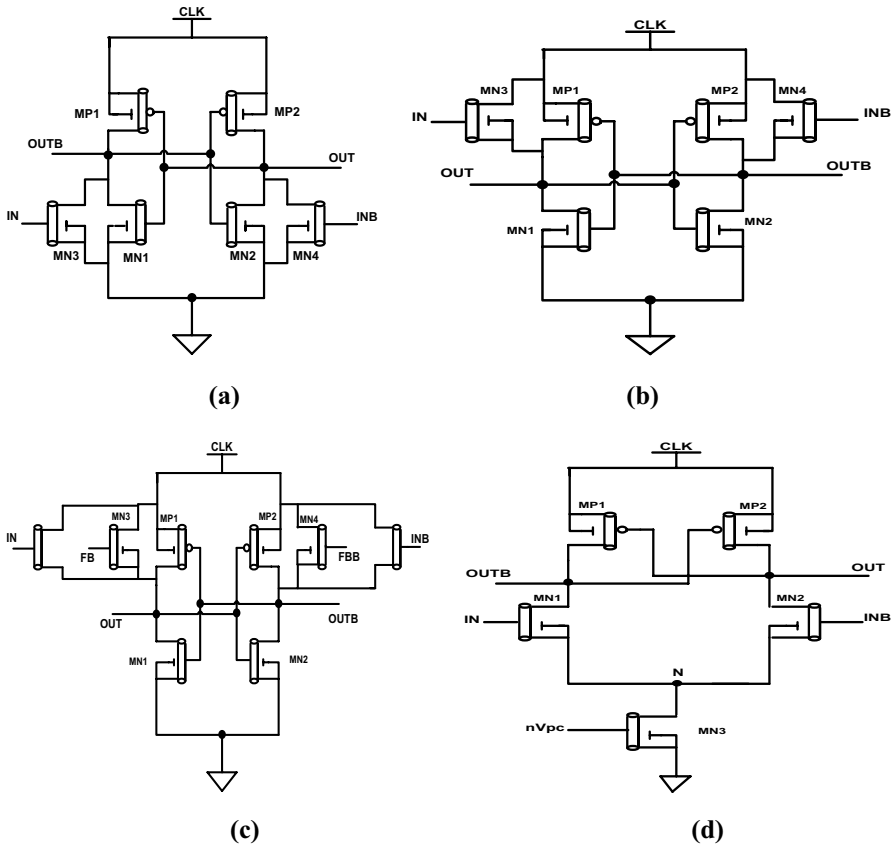 CLK
MP1
MP2
OUTB
OUT
IN
INB
MN3
MN1
MN2
MN4
(a)
CLK
MN3
MP1
MP2
MN4
IN
INB
OUT
OUTB
MN1
MN2
(b)
CLK
IN
MN3
MP1
MP2
MN4
INB
FB
FBB
OUT
OUTB
MN1
MN2
(c)
CLK
MP1
MP2
OUTB
OUT
MN1
MN2
IN
INB
N
nVpc
MN3
(d)